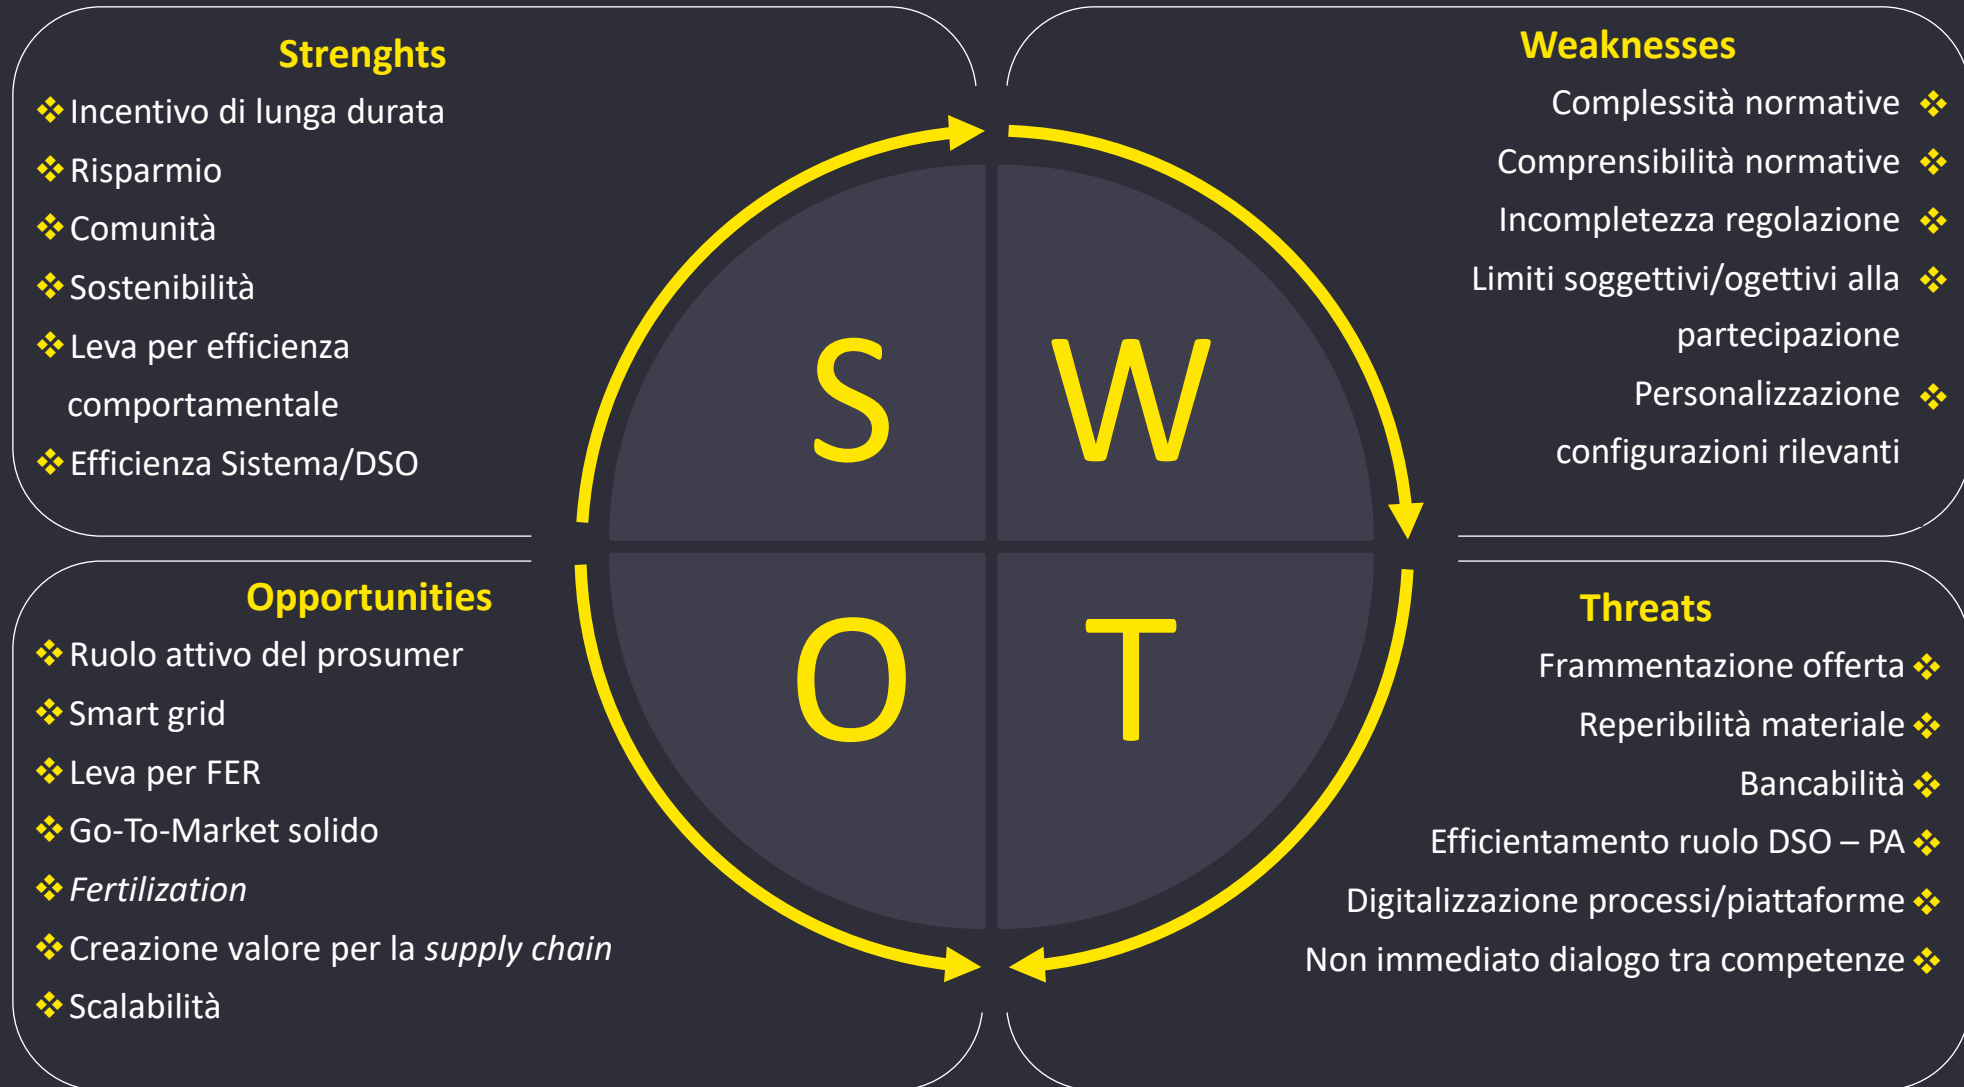 Strenghts
❖ Incentivo di lunga durata
❖ Risparmio
❖ Comunità
❖ Sostenibilità
❖ Leva per efficienza
comportamentale
❖ Efficienza Sistema/DSO
Weaknesses
Complessità normative ❖
Comprensibilità normative ❖
Incompletezza regolazione ❖
Limiti soggettivi/ogettivi alla ❖
partecipazione
Personalizzazione ❖
configurazioni rilevanti
S
W
O
T
Opportunities
❖ Ruolo attivo del prosumer
❖ Smart grid
❖ Leva per FER
❖ Go-To-Market solido
❖ Fertilization
❖ Creazione valore per la supply chain
❖ Scalabilità
Threats
Frammentazione offerta ❖
Reperibilità materiale ❖
Bancabilità ❖
Efficientamento ruolo DSO – PA ❖
Digitalizzazione processi/piattaforme ❖
Non immediato dialogo tra competenze ❖